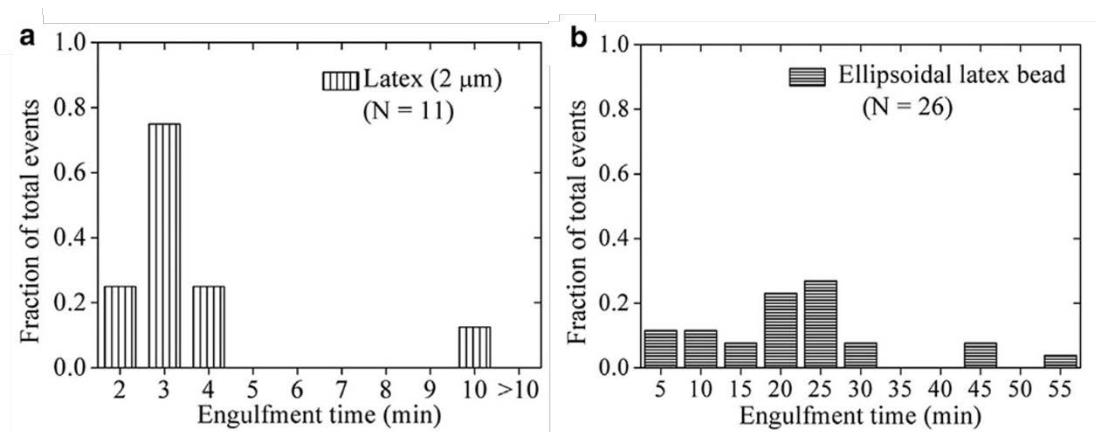 a
1.0
0.8
0.6
0.4
0.2
0.0
Fraction of total events
Latex (2 μm)
(N = 11)
2 3 4 5 6 7 8 9 10 >10
Engulfment time (min)
b
1.0
0.8
0.6
0.4
0.2
0.0
Fraction of total events
Ellipsoidal latex bead
(N = 26)
5 10 15 20 25 30 35 40 45 50 55
Engulfment time (min)